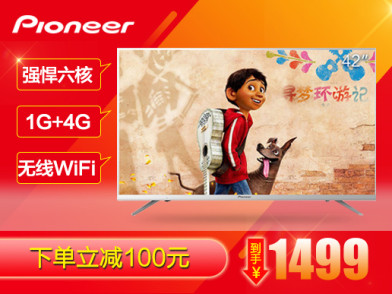 Pioneer
强悍六核
1G+4G
无线WiFi
42"
寻梦环游记
Pioneer
下单立减100元
到手¥
1499